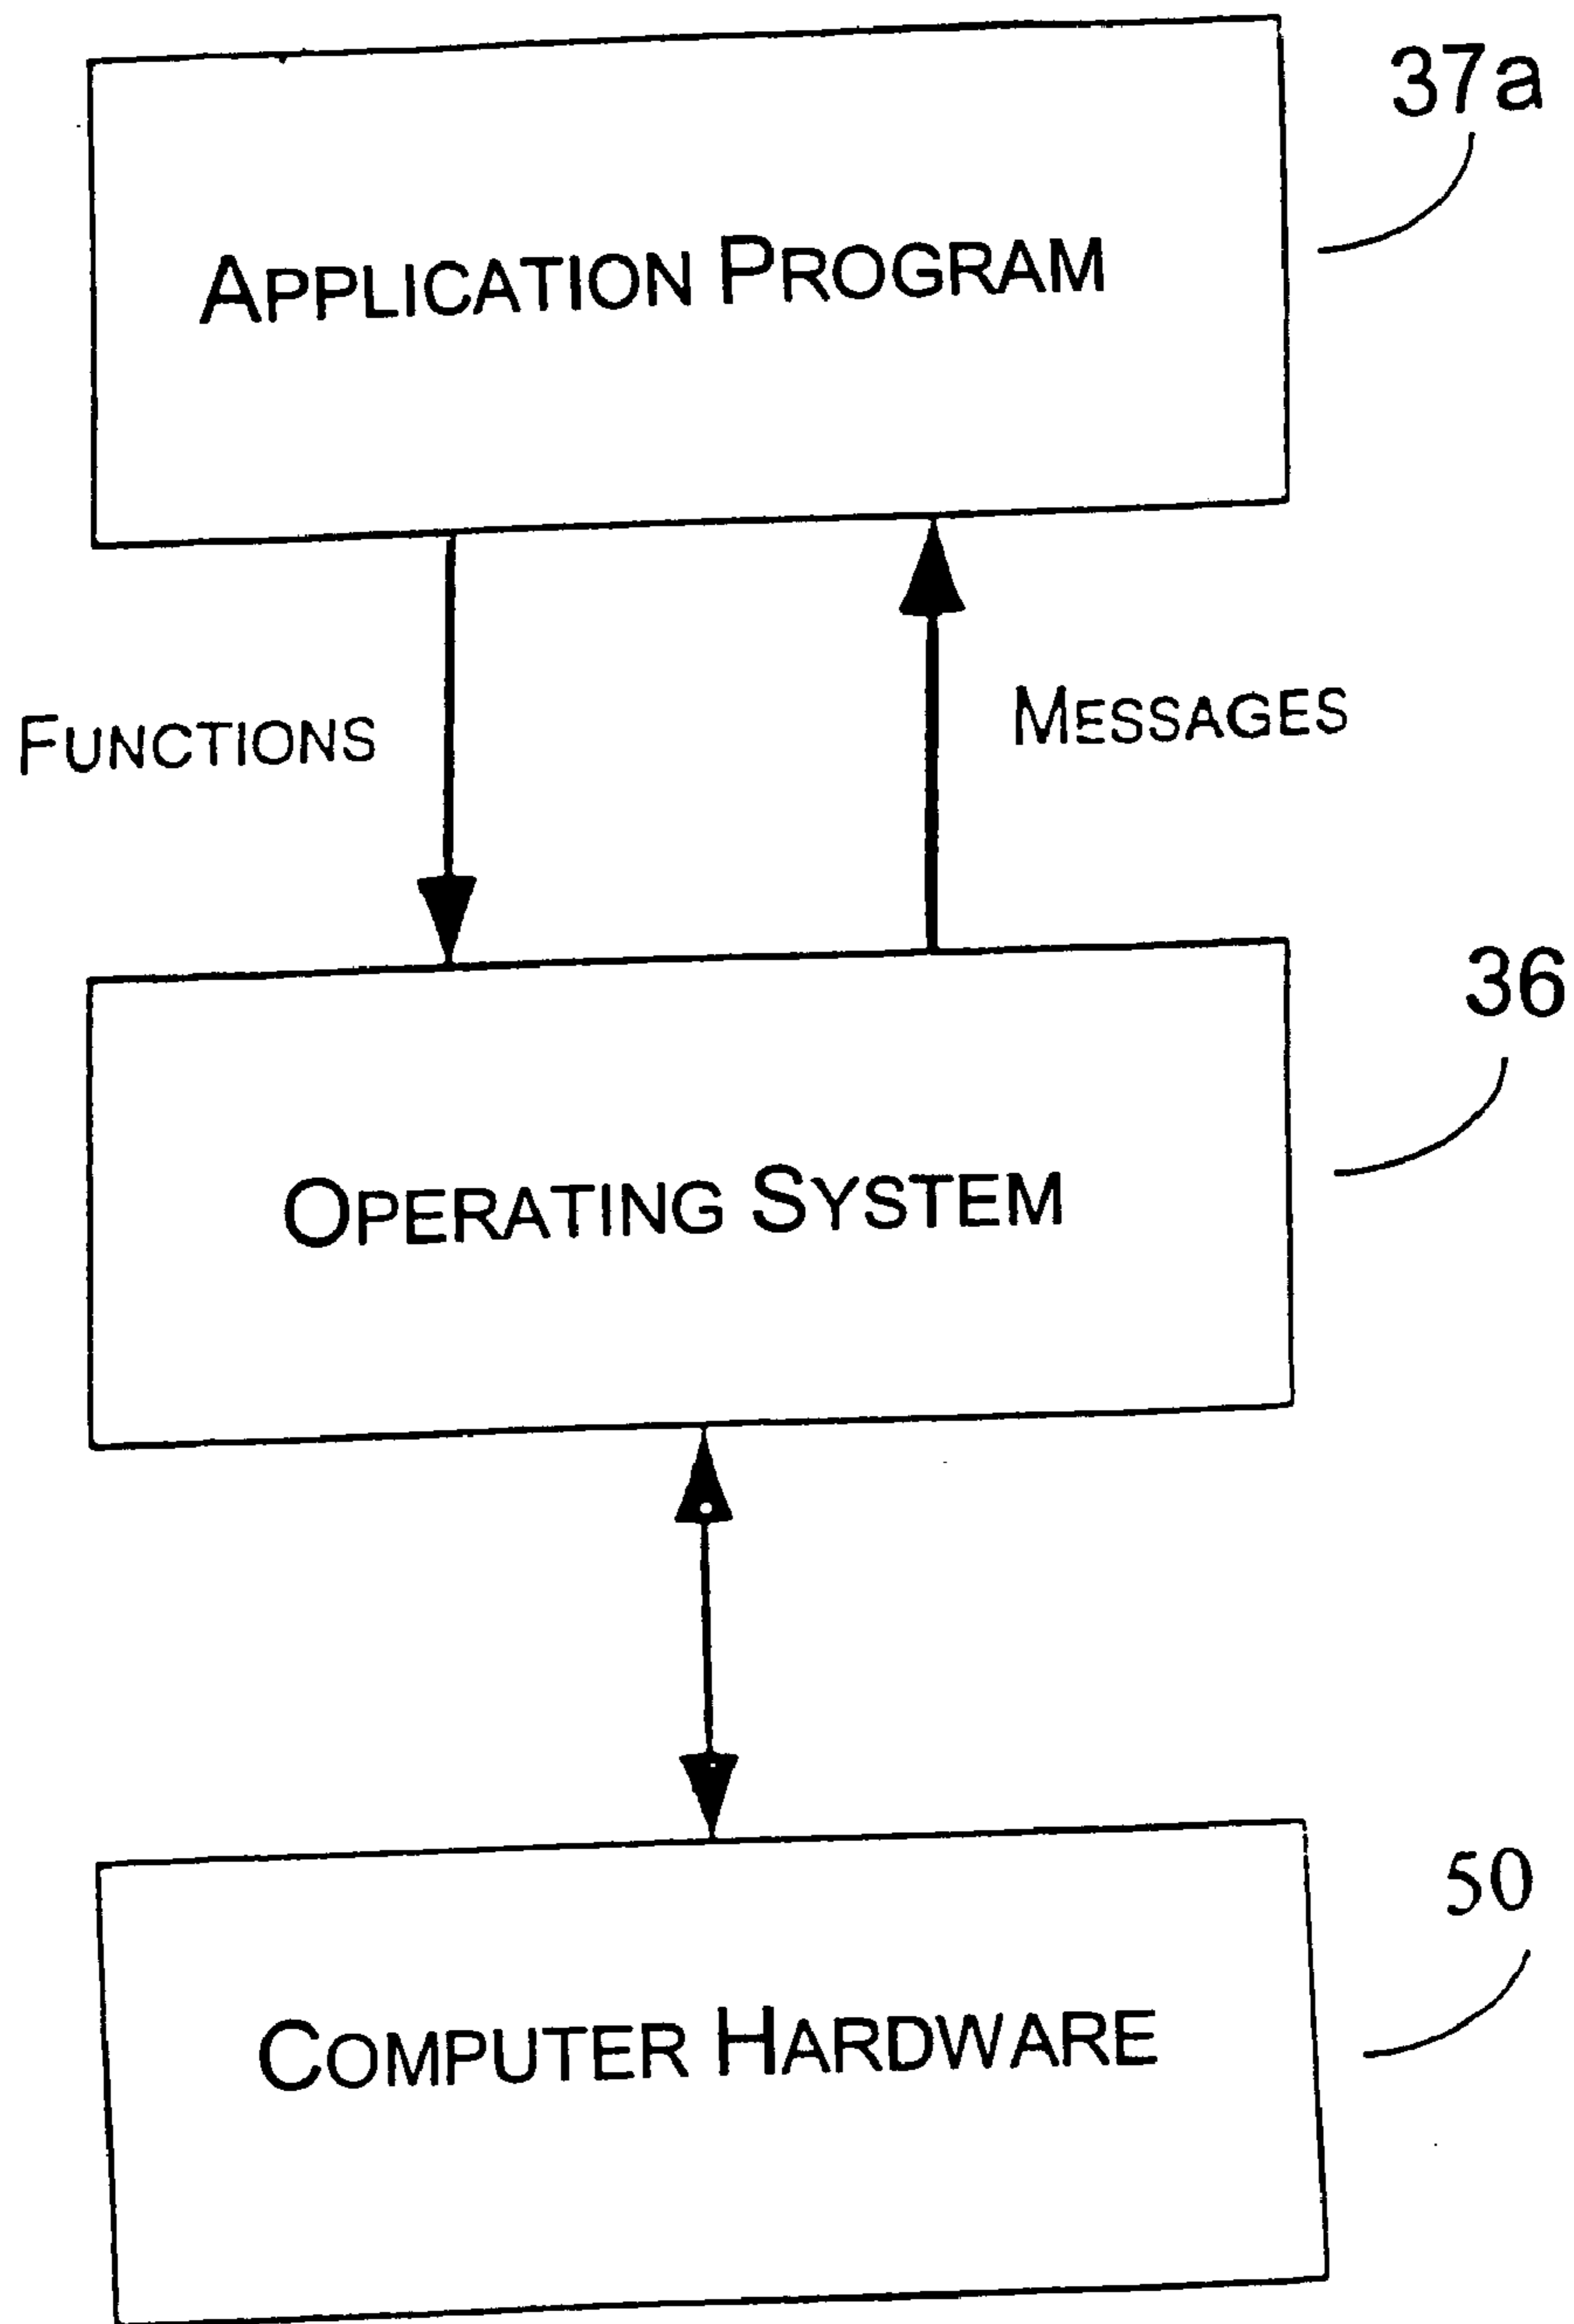 37a
APPLICATION PROGRAM
FUNCTIONS
MESSAGES
36
OPERATING SYSTEM
50
COMPUTER HARDWARE